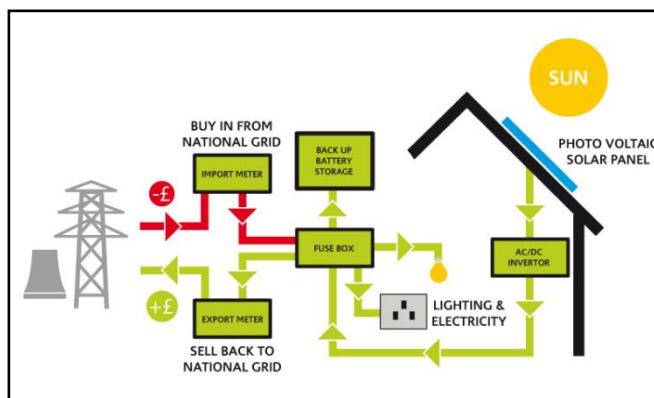 SUN
BUY IN FROM
NATIONAL GRID
IMPORT METER
BACK UP
BATTERY
STORAGE
PHOTO VOLTAIC
SOLAR PANEL
-£
FUSE BOX
AC/DC
INVERTOR
+£
EXPORT METER
LIGHTING &
ELECTRICITY
SELL BACK TO
NATIONAL GRID